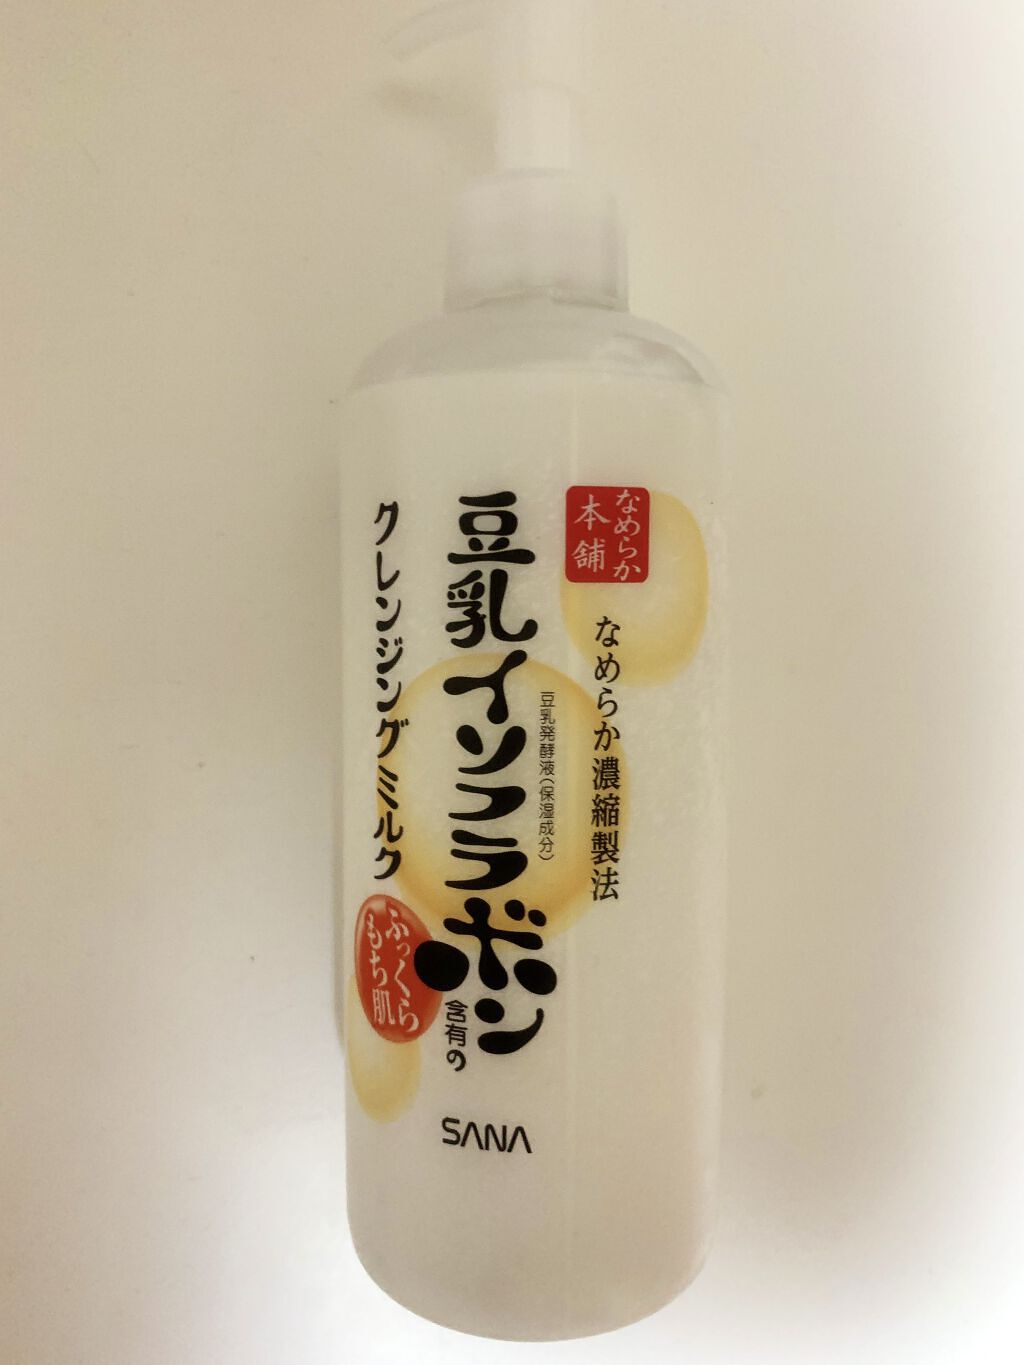 なめらか
本舗
なめらか濃縮製法
豆乳発酵液(保湿成分)
豆乳イソフラボン
含有の
クレンジングミルク
ふっくら
もち肌
SANA